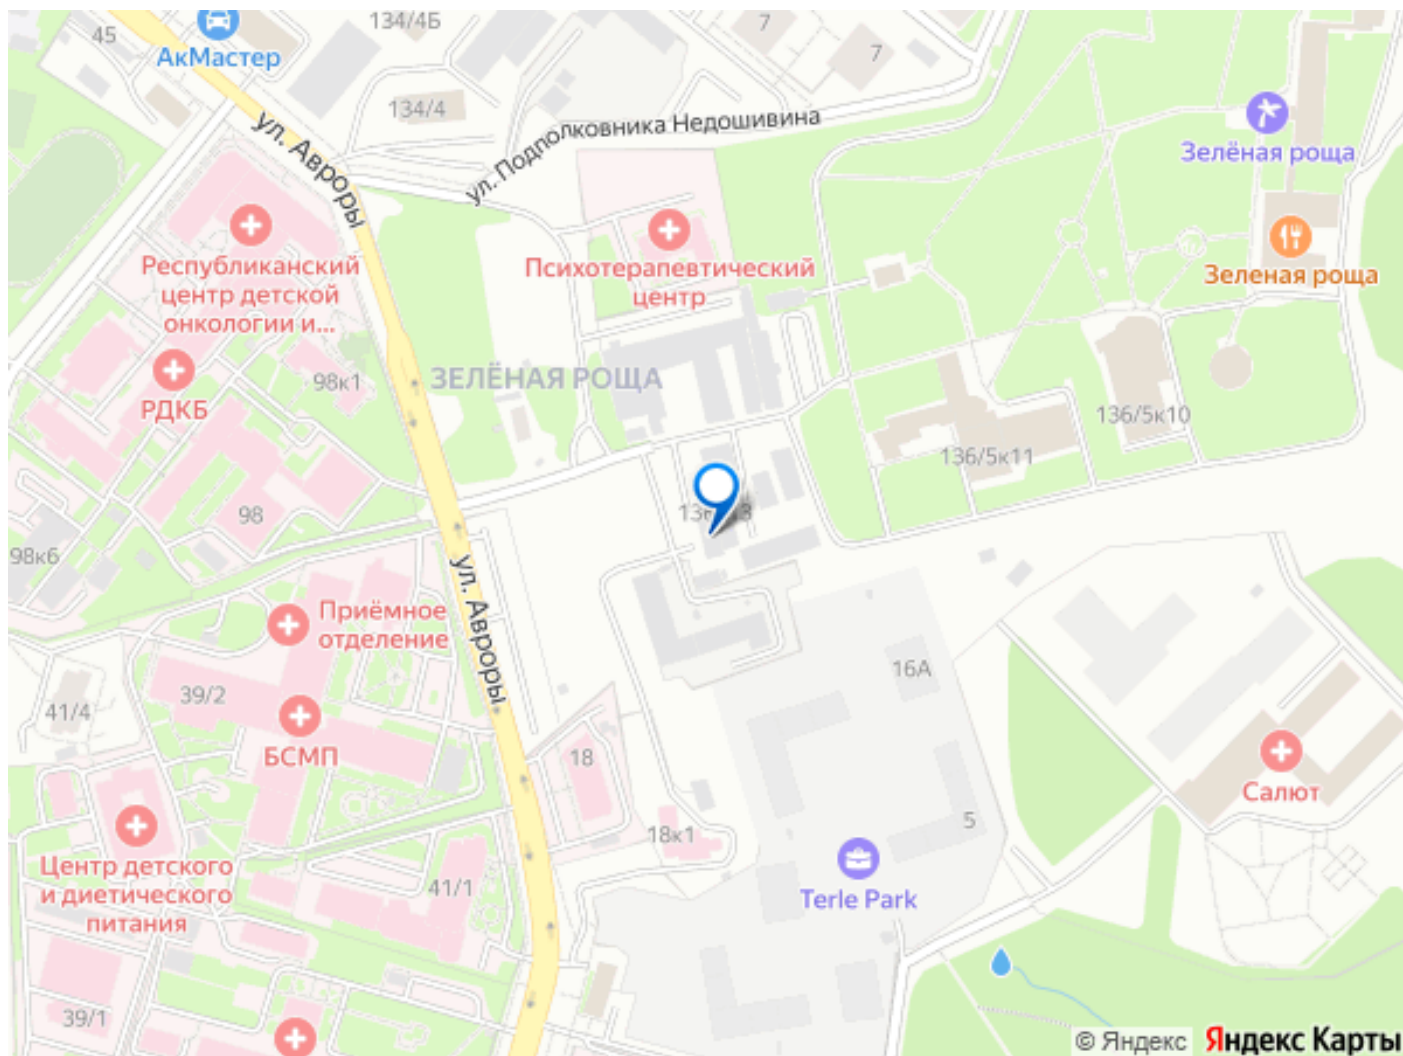 45
134/4Б
7
7
АкМастер
134/4
ул. Подполковника Недошивина
ул. Авроры
Зелёная роща
Республиканский
центр детской
онкологии и...
Психотерапевтический
центр
Зеленая роща
98к1
ЗЕЛЁНАЯ РОЩА
РДКБ
136/5к10
136/5к11
98
98к6
ул. Авроры
Приёмное
отделение
16А
39/2
41/4
БСМП
18
Салют
18к1
5
Центр детского
и диетического
питания
41/1
Terle Park
39/1
© Яндекс Яндекс Карты